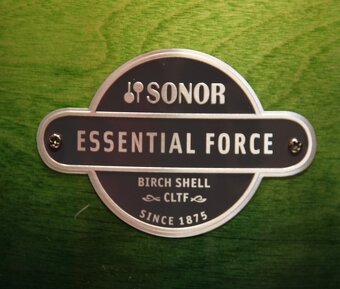 SONOR
ESSENTIAL FORCE
BIRCH SHELL
CLTF
SINCE 1875